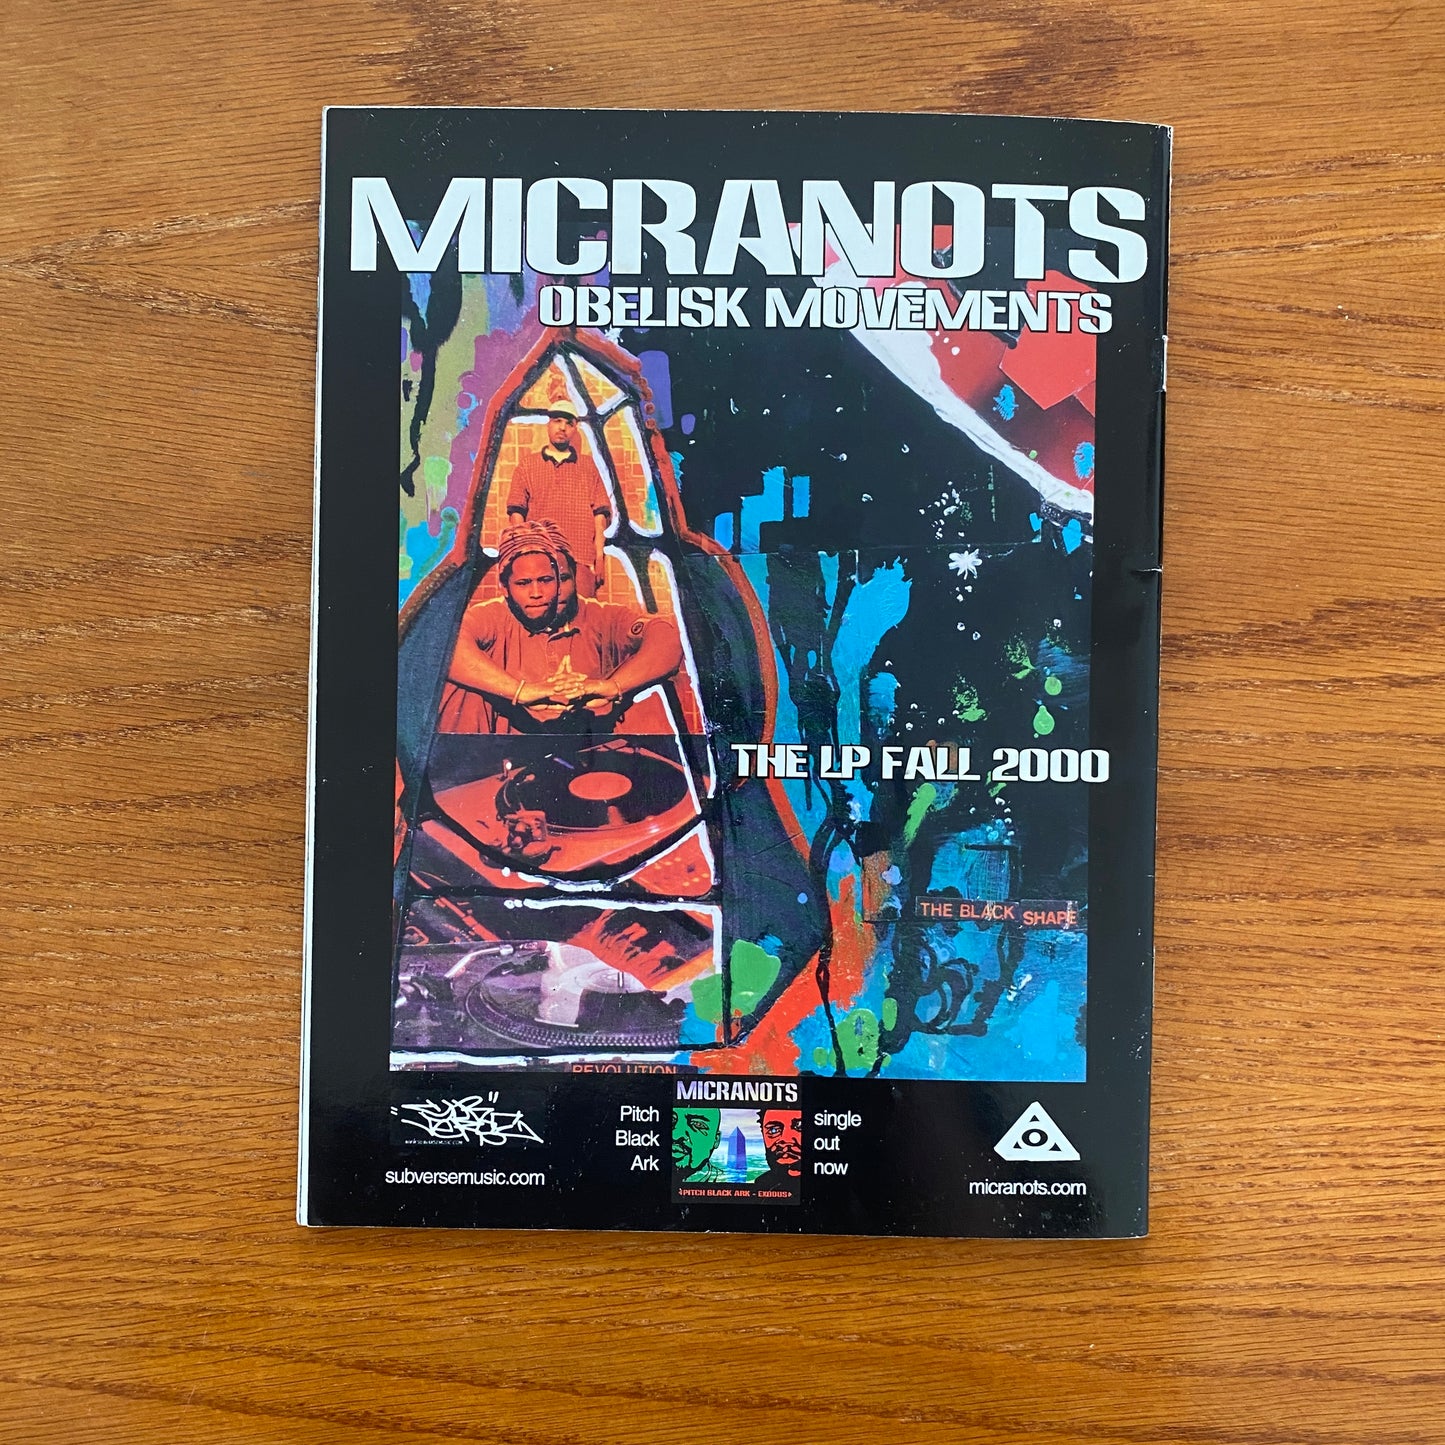 MICRANOTS
OBELISK MOVEMENTS
THE LP FALL 2000
THE BLACK SHAPE
REVOLUTION
subversemusic.com
Pitch
Black
Ark
MICRANOTS
PITCH BLACK ARK - EXODUS
single
out
now
micranots.com